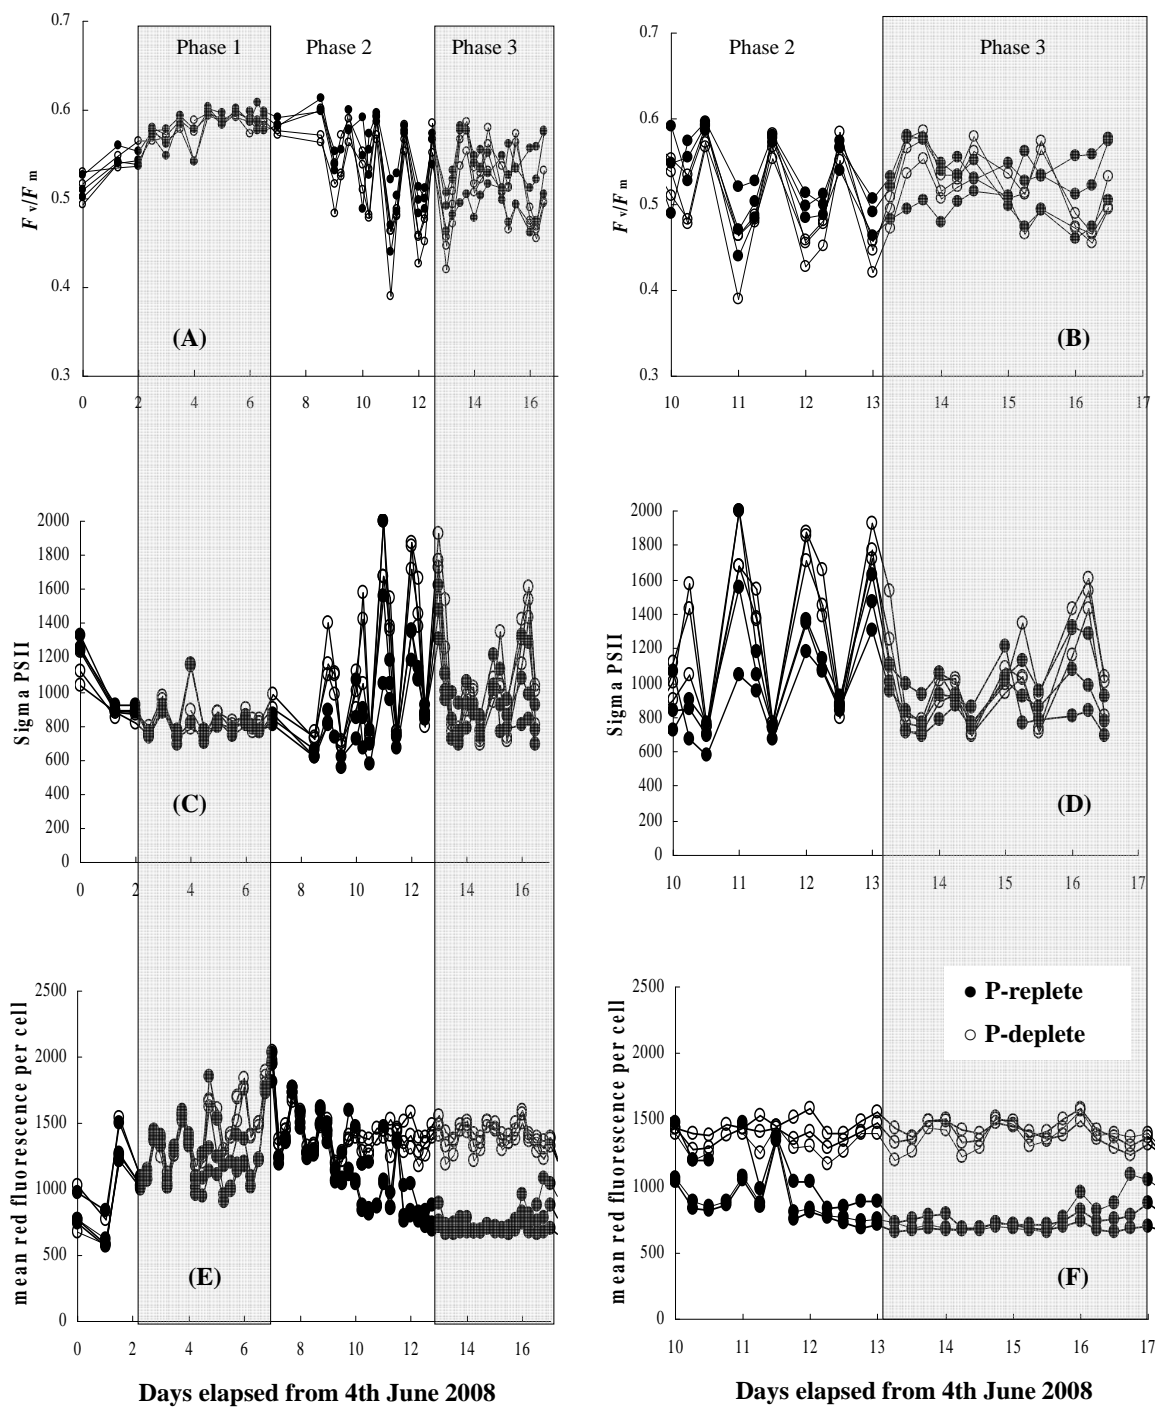 0.7
0.6
0.5
0.4
0.3
F v/F m
Phase 1
Phase 2
Phase 3
(A)
0 2 4 6 8 10 12 14 16
0.7
0.6
0.5
0.4
0.3
F v/F m
Phase 2
Phase 3
(B)
10 11 12 13 14 15 16 17
2000
1800
1600
1400
1200
1000
800
600
400
200
0
Sigma PSII
(C)
0 2 4 6 8 10 12 14 16
2000
1800
1600
1400
1200
1000
800
600
400
200
0
Sigma PSII
(D)
10 11 12 13 14 15 16 17
2500
2000
1500
1000
500
0
mean red fluorescence per cell
(E)
0 2 4 6 8 10 12 14 16
Days elapsed from 4th June 2008
2500
2000
1500
1000
500
0
mean red fluorescence per cell
P-replete
P-deplete
(F)
10 11 12 13 14 15 16 17
Days elapsed from 4th June 2008